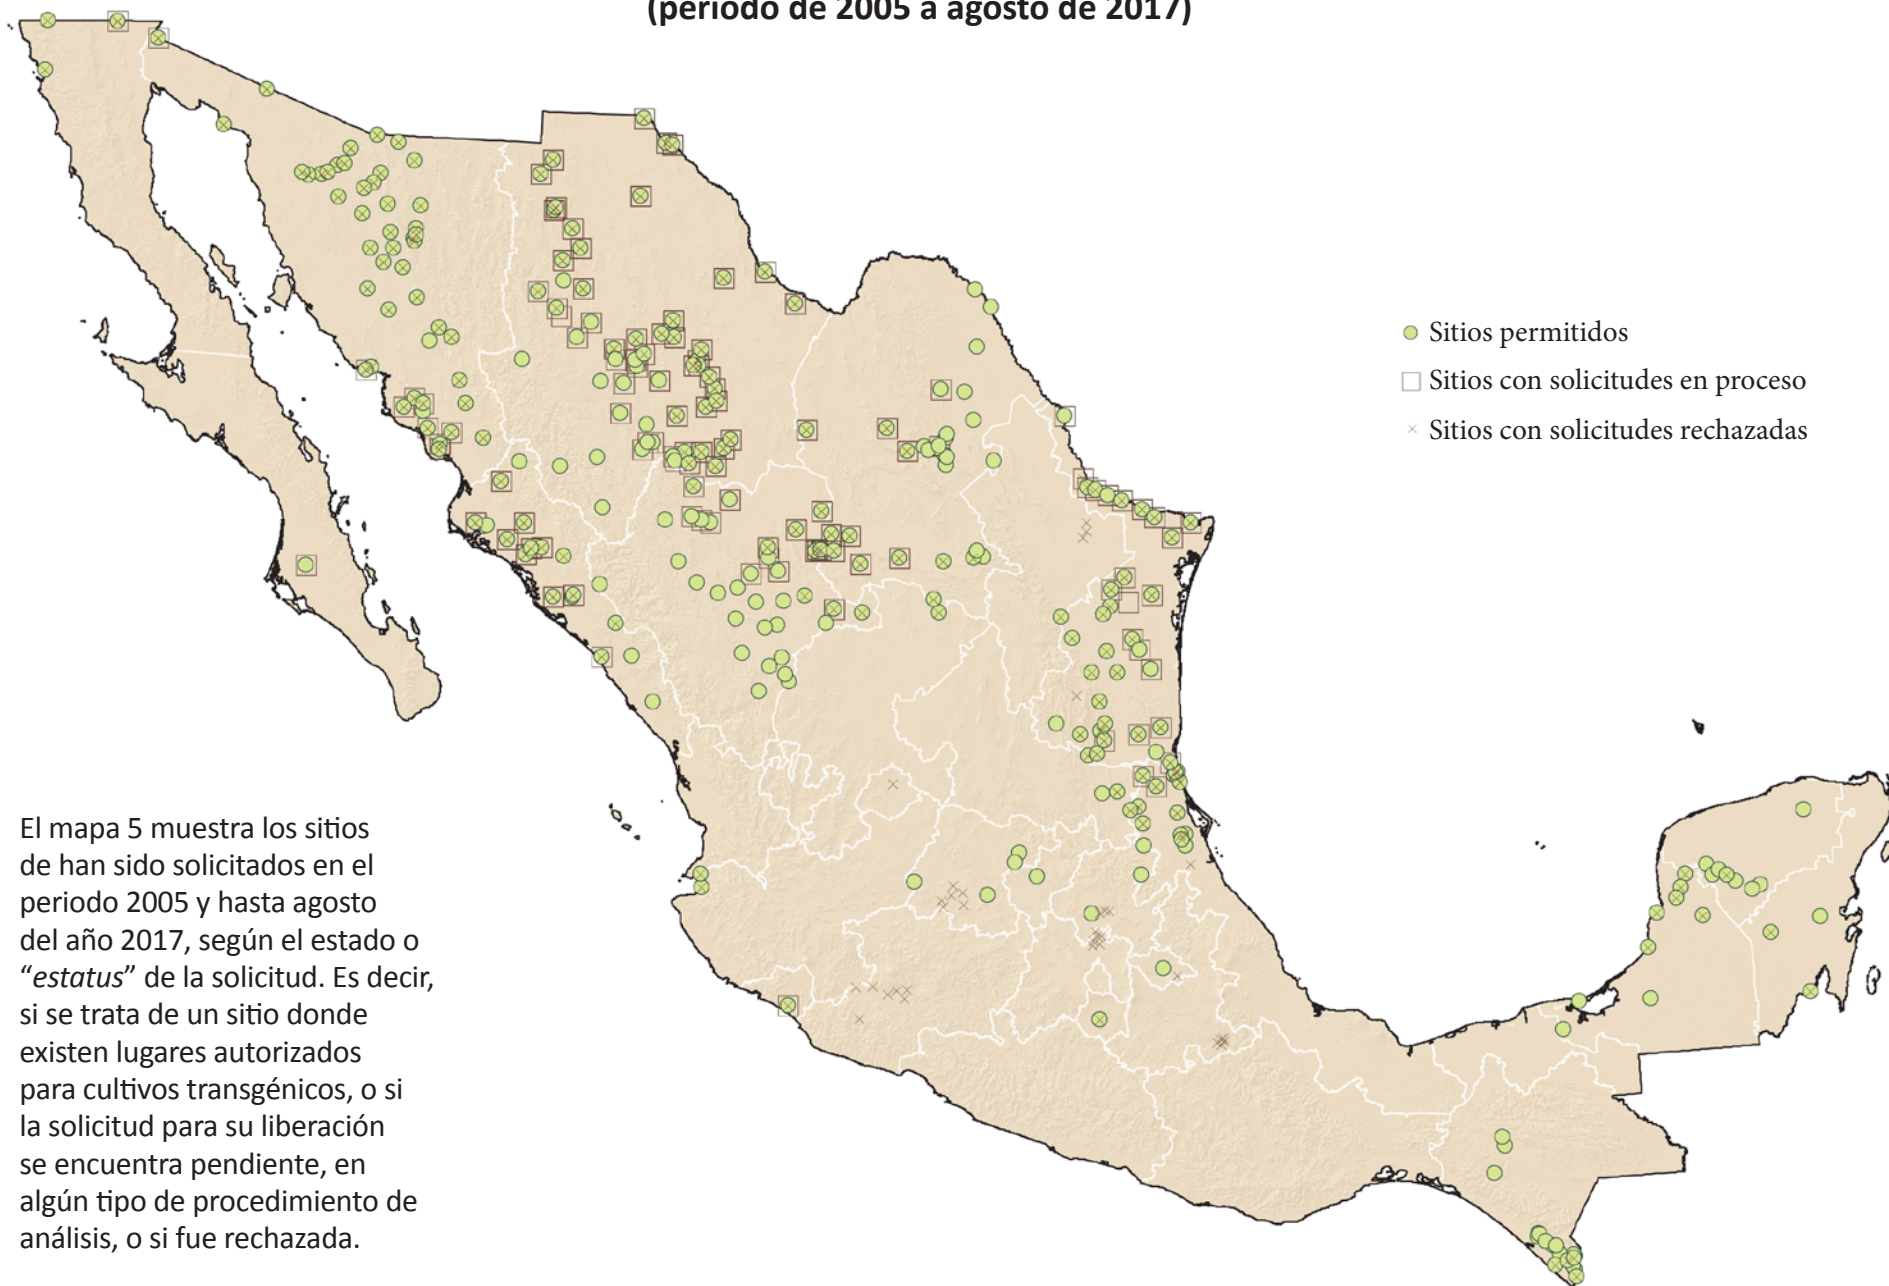 (periodo de 2005 a agosto de 2017)
Sitios permitidos
Sitios con solicitudes en proceso
Sitios con solicitudes rechazadas
El mapa 5 muestra los sitios
de han sido solicitados en el
periodo 2005 y hasta agosto
del año 2017, según el estado o
“estatus” de la solicitud. Es decir,
si se trata de un sitio donde
existen lugares autorizados
para cultivos transgénicos, o si
la solicitud para su liberación
se encuentra pendiente, en
algún tipo de procedimiento de
análisis, o si fue rechazada.